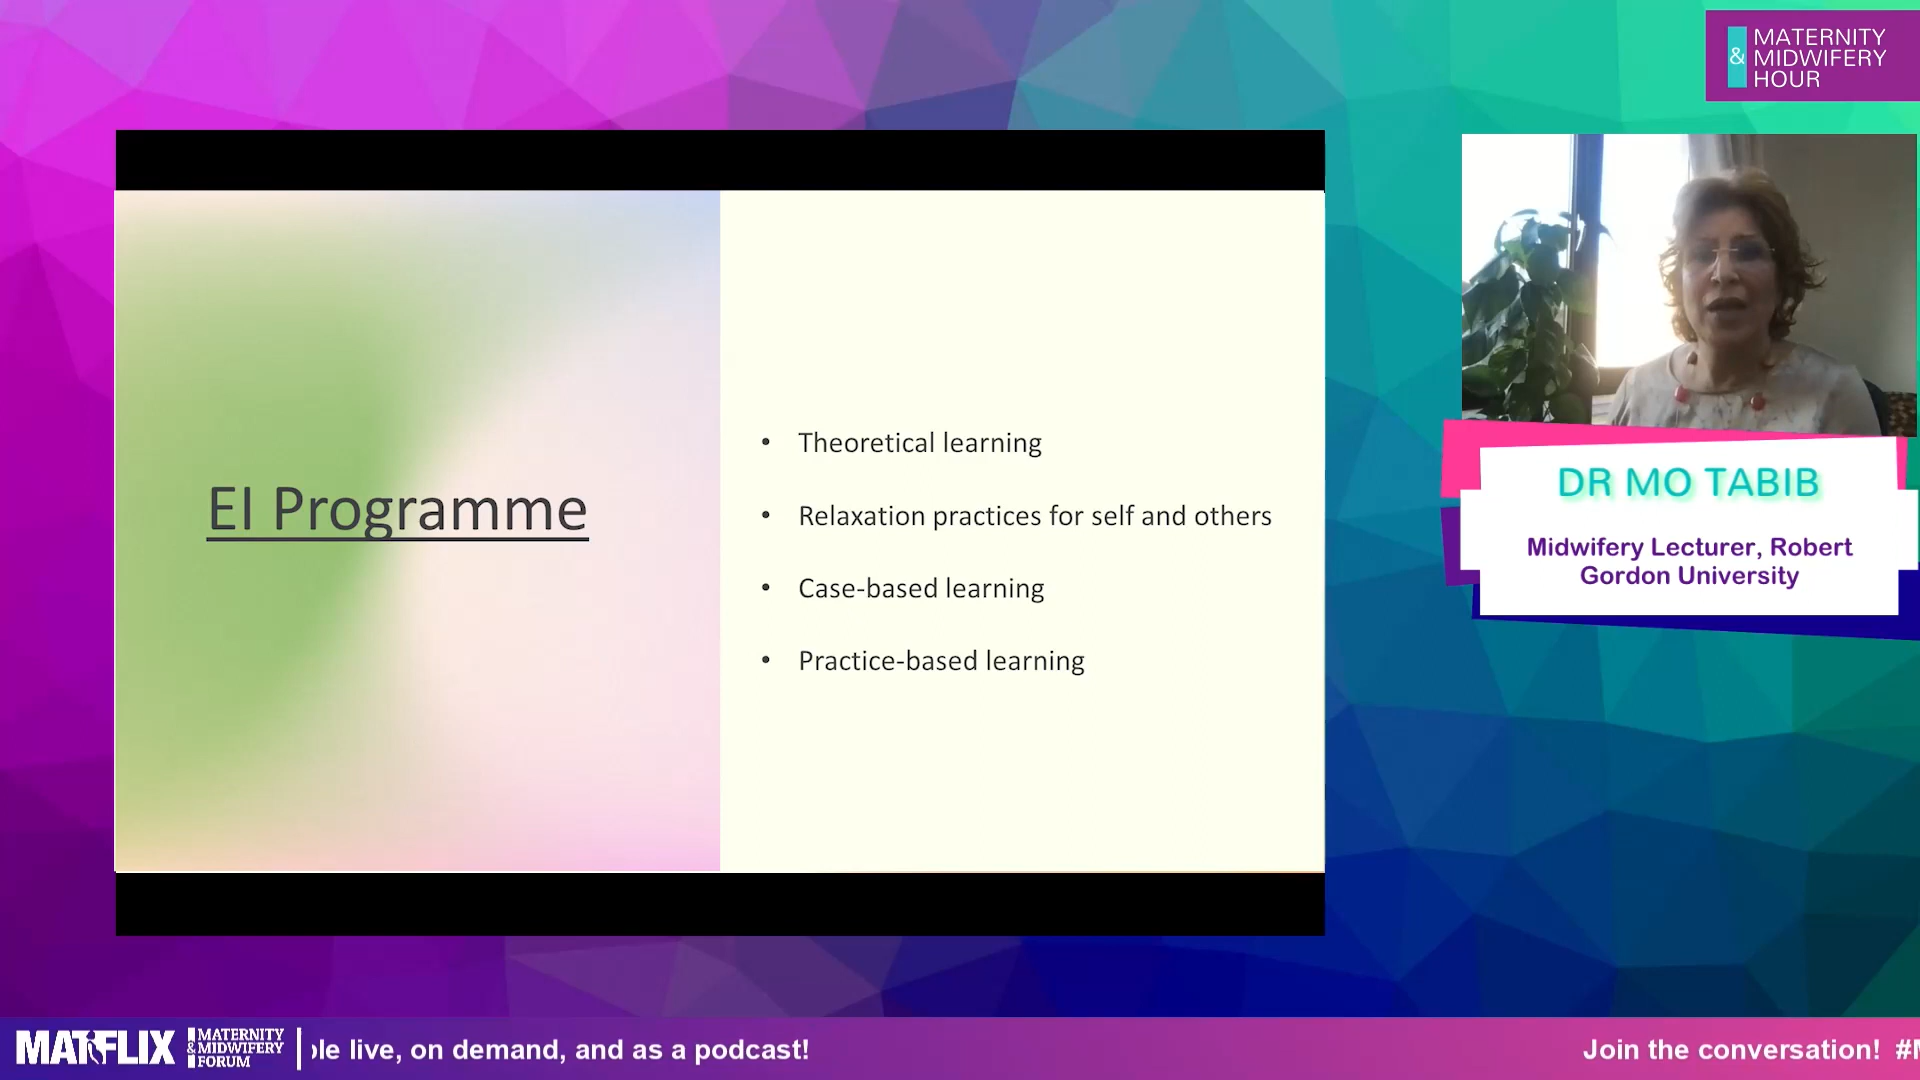 MATERNITY
& MIDWIFERY
HOUR
EI Programme
• Theoretical learning
• Relaxation practices for self and others
• Case-based learning
• Practice-based learning
DR MO TABIB
Midwifery Lecturer, Robert
Gordon University
MATFLIX
MATERNITY
& MIDWIFERY
FORUM
live, on demand, and as a podcast!
Join the conversation!